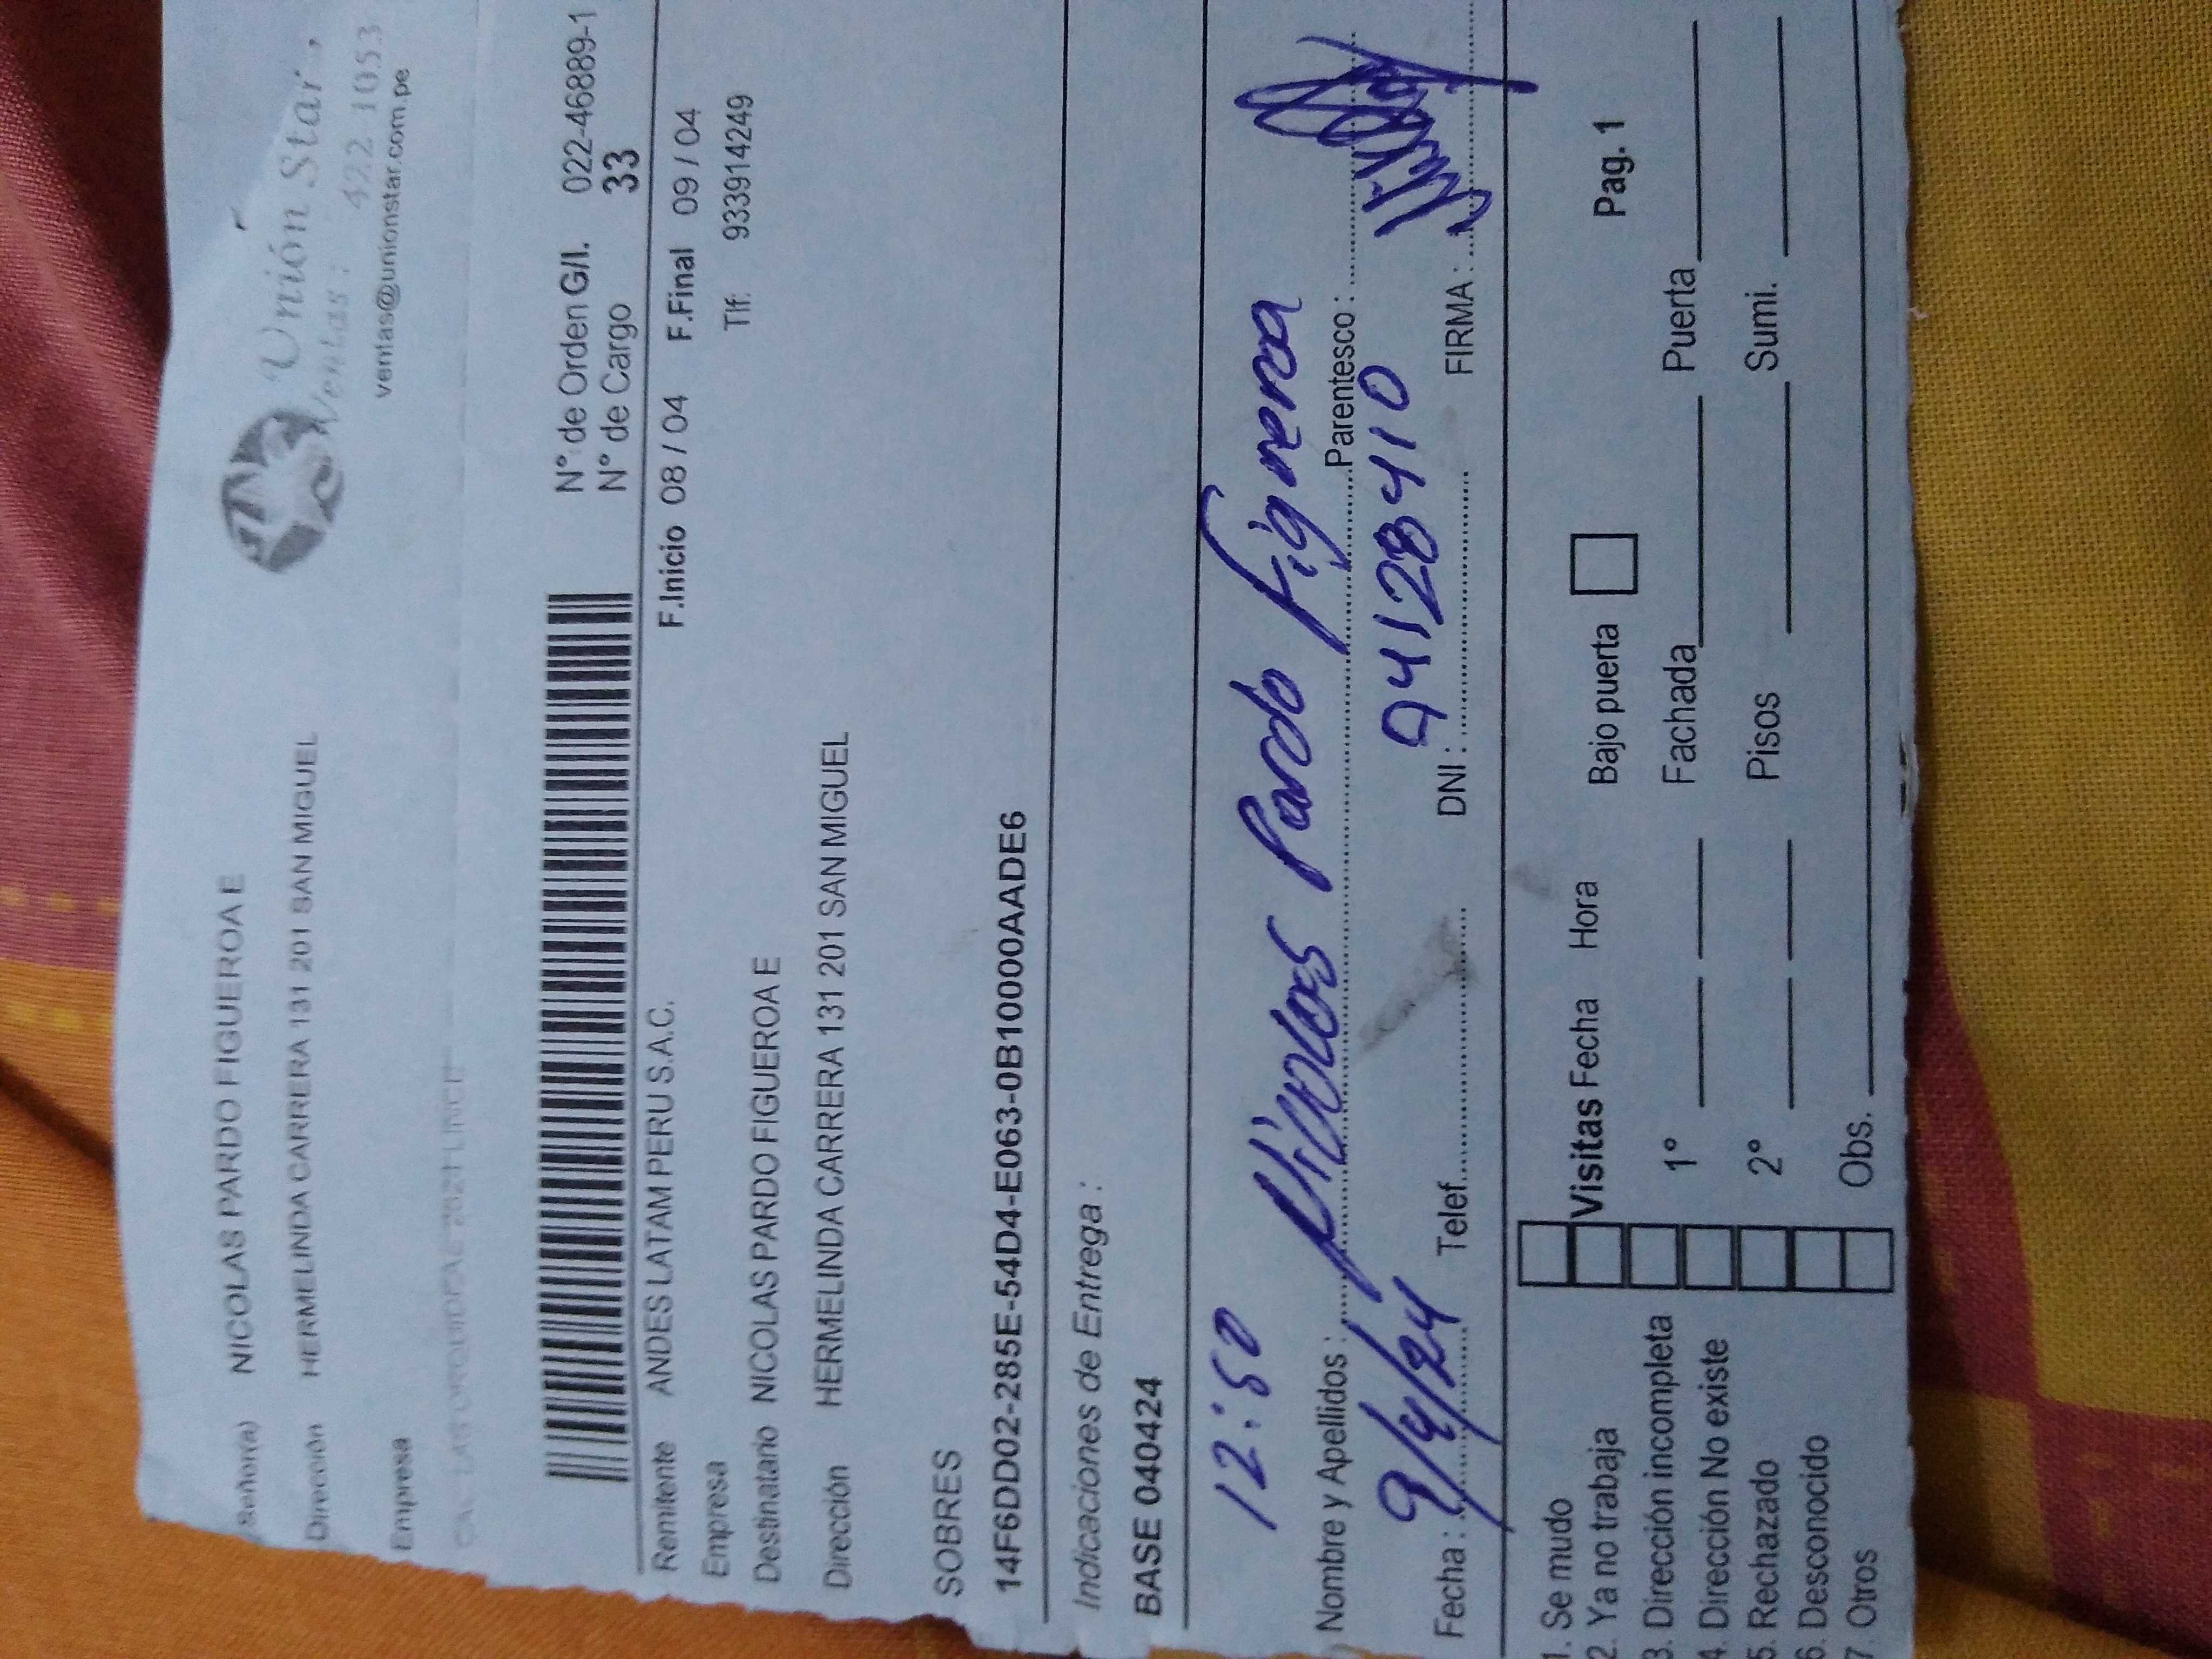 Señor(a) NICOLAS PARDO FIGUEROA E
Dirección HERMELINDA CARRERA 131 201 SAN MIGUEL
Empresa
Unión Star,
Ventas: 422 1053
ventas@unionstar.com.pe
N° de Orden G/I. 022-46889-1
N° de Cargo 33
Remitente ANDES LATAM PERU S.A.C. F.Inicio 08 / 04 F.Final 09 / 04
Empresa Tlf: 933914249
Destinatario NICOLAS PARDO FIGUEROA E
Dirección HERMELINDA CARRERA 131 201 SAN MIGUEL
SOBRES
14F6DD02-285E-54D4-E063-0B10000AADE6
Indicaciones de Entrega :
BASE 040424
12:50
Nombre y Apellidos : Nicolas Pardo Figueroa Parentesco :
Fecha : 9/4/24 Telef. DNI : 94128410 FIRMA :
1. Se mudo
2. Ya no trabaja
3. Dirección incompleta
4. Dirección No existe
5. Rechazado
6. Desconocido
7. Otros
Visitas Fecha Hora Bajo puerta Pag. 1
1° Fachada Puerta
2° Pisos Sumi.
Obs.